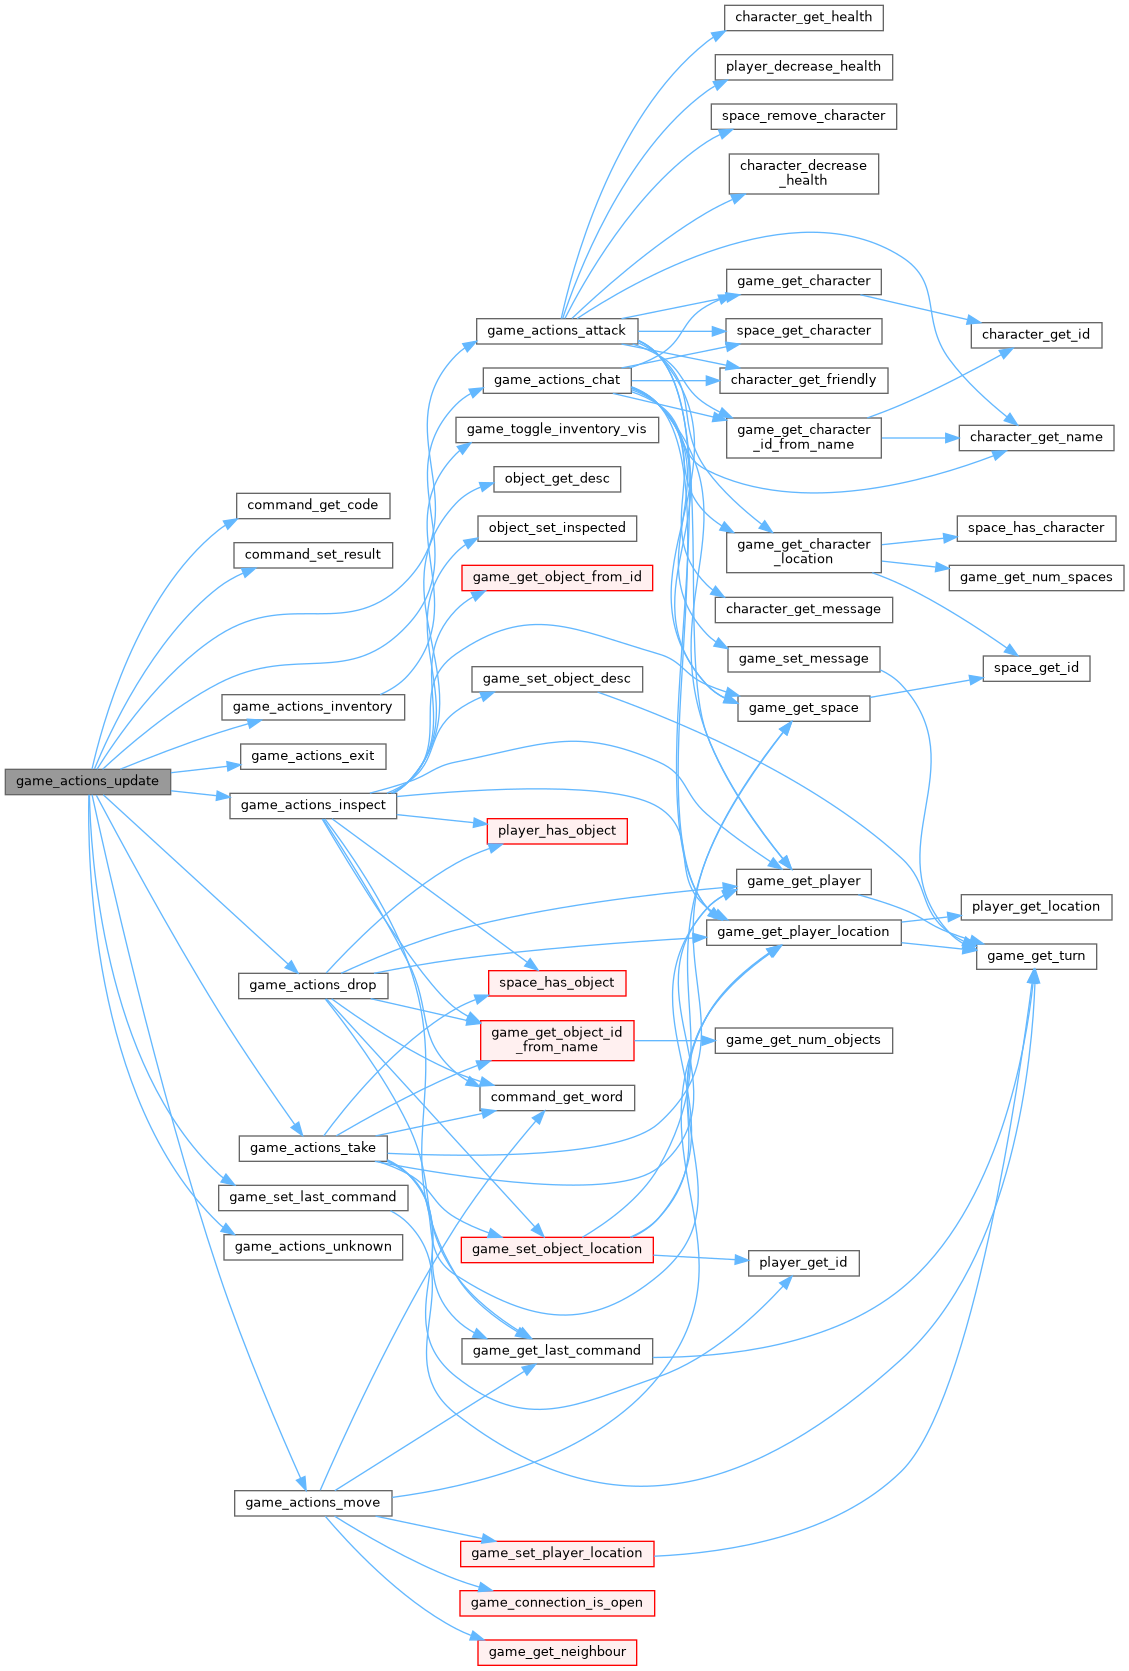 game_actions_update
command_get_code
command_set_result
game_actions_inventory
game_actions_exit
game_actions_inspect
game_actions_drop
game_actions_take
game_set_last_command
game_actions_unknown
game_actions_move
game_actions_attack
game_actions_chat
game_toggle_inventory_vis
object_get_desc
object_set_inspected
game_get_object_from_id
game_set_object_desc
player_has_object
space_has_object
game_get_object_id
_from_name
command_get_word
game_set_object_location
game_get_last_command
game_set_player_location
game_connection_is_open
game_get_neighbour
character_get_health
player_decrease_health
space_remove_character
character_decrease
_health
game_get_character
space_get_character
character_get_friendly
game_get_character
_id_from_name
game_get_character
_location
character_get_message
game_set_message
game_get_space
game_get_player
game_get_player_location
game_get_num_objects
player_get_id
character_get_id
character_get_name
space_has_character
game_get_num_spaces
space_get_id
player_get_location
game_get_turn